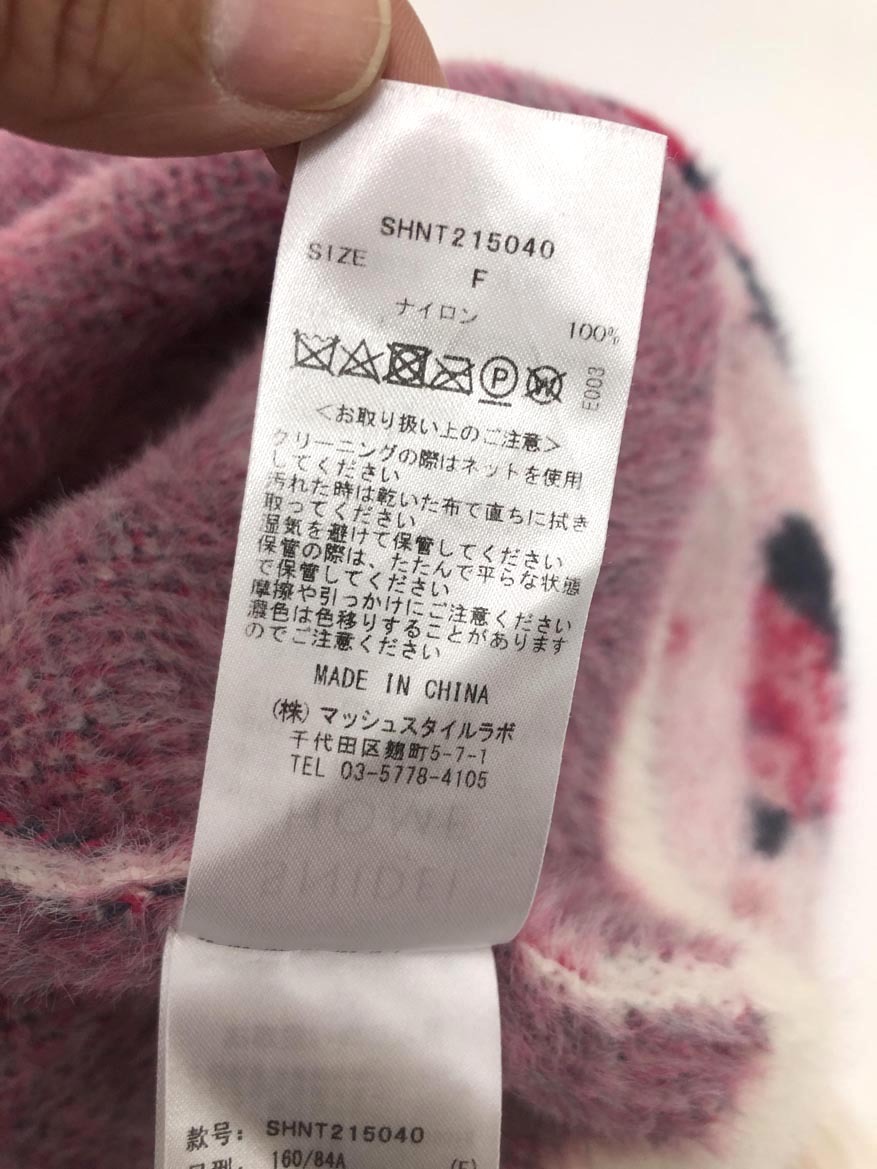 SHNT215040
SIZE F
ナイロン 100%
P W
E003
<お取り扱い上のご注意>
クリーニングの際はネットを使用
してください
汚れた時は乾いた布で直ちに拭き
取ってください
湿気を避けて保管してください
保管の際は、たたんで平らな状態
で保管してください
摩擦や引っかけにご注意ください
濃色は色移りすることがあります
のでご注意ください
MADE IN CHINA
(株)マッシュスタイルラボ
千代田区麹町5-7-1
TEL 03-5778-4105
HOME
SNIDEL
款号: SHNT215040
160/84A (F)